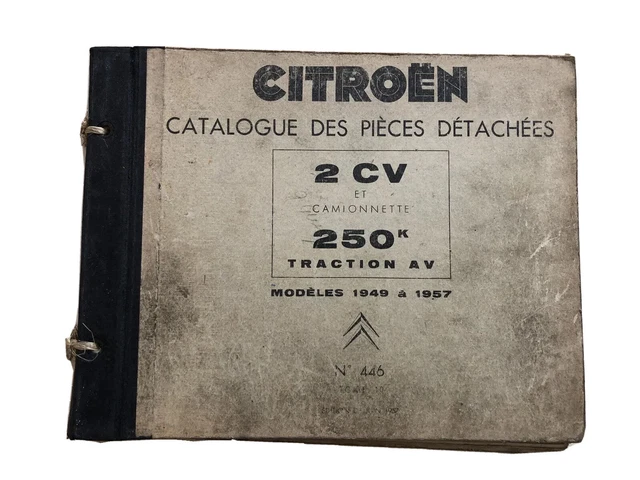 CITROËN
CATALOGUE DES PIÈCES DÉTACHÉES
2 CV
ET
CAMIONNETTE
250K
TRACTION AV
MODÈLES 1949 à 1957
N° 446